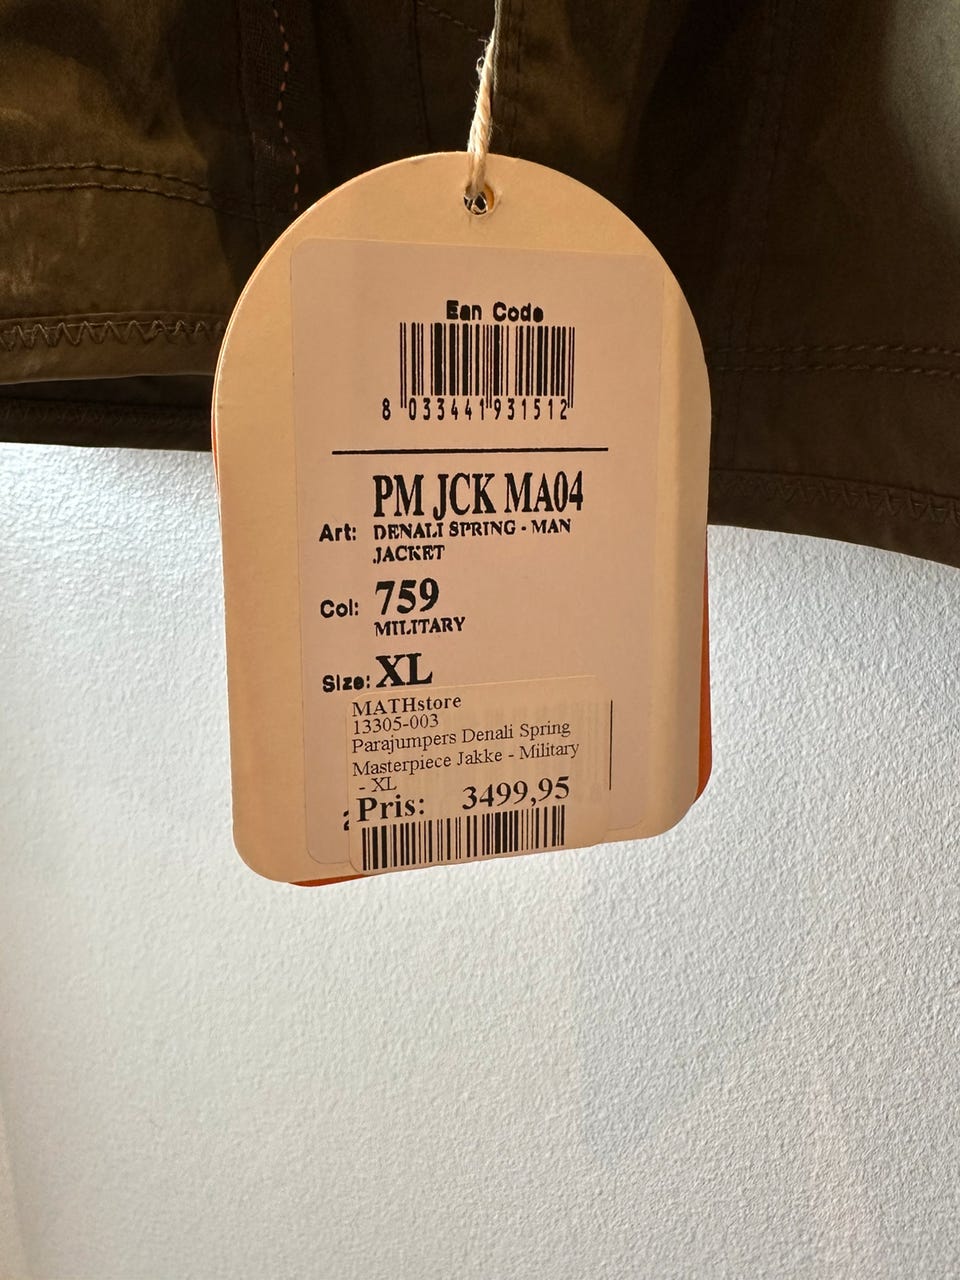 Ean Code
8 033441 931512
PM JCK MA04
Art: DENALI SPRING - MAN
JACKET
Col: 759
MILITARY
Size: XL
MATHstore
13305-003
Parajumpers Denali Spring
Masterpiece Jakke - Military
- XL
Pris: 3499,95